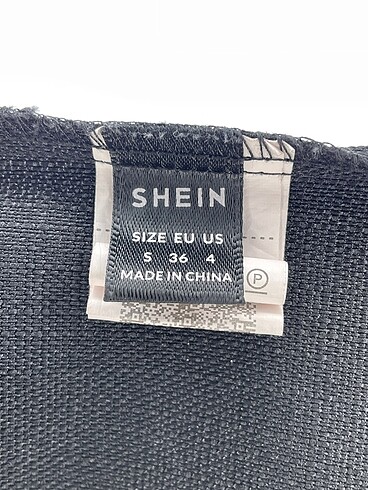 SHEIN
SIZE EU US
S 36 4
MADE IN CHINA
P